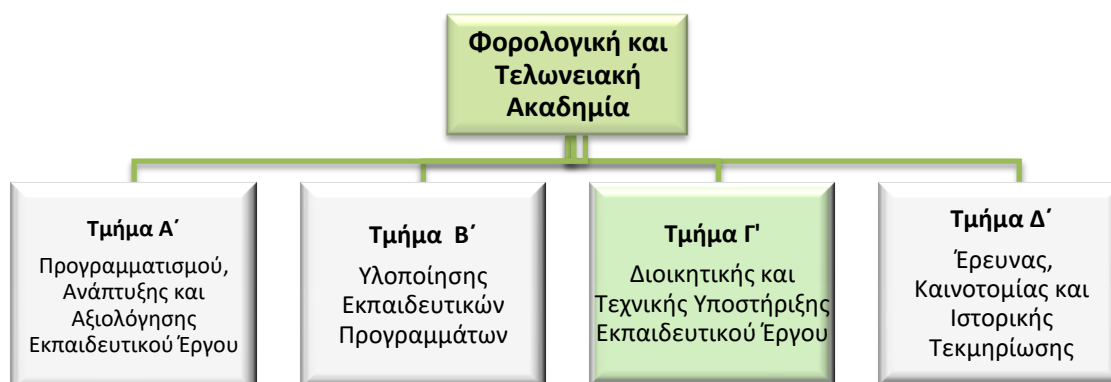 Φορολογική και
Τελωνειακή
Ακαδημία
Τμήμα Α΄
Προγραμματισμού,
Ανάπτυξης και
Αξιολόγησης
Εκπαιδευτικού Έργου
Τμήμα Β΄
Υλοποίησης
Εκπαιδευτικών
Προγραμμάτων
Τμήμα Γ'
Διοικητικής και
Τεχνικής Υποστήριξης
Εκπαιδευτικού Έργου
Τμήμα Δ΄
Έρευνας,
Καινοτομίας και
Ιστορικής
Τεκμηρίωσης